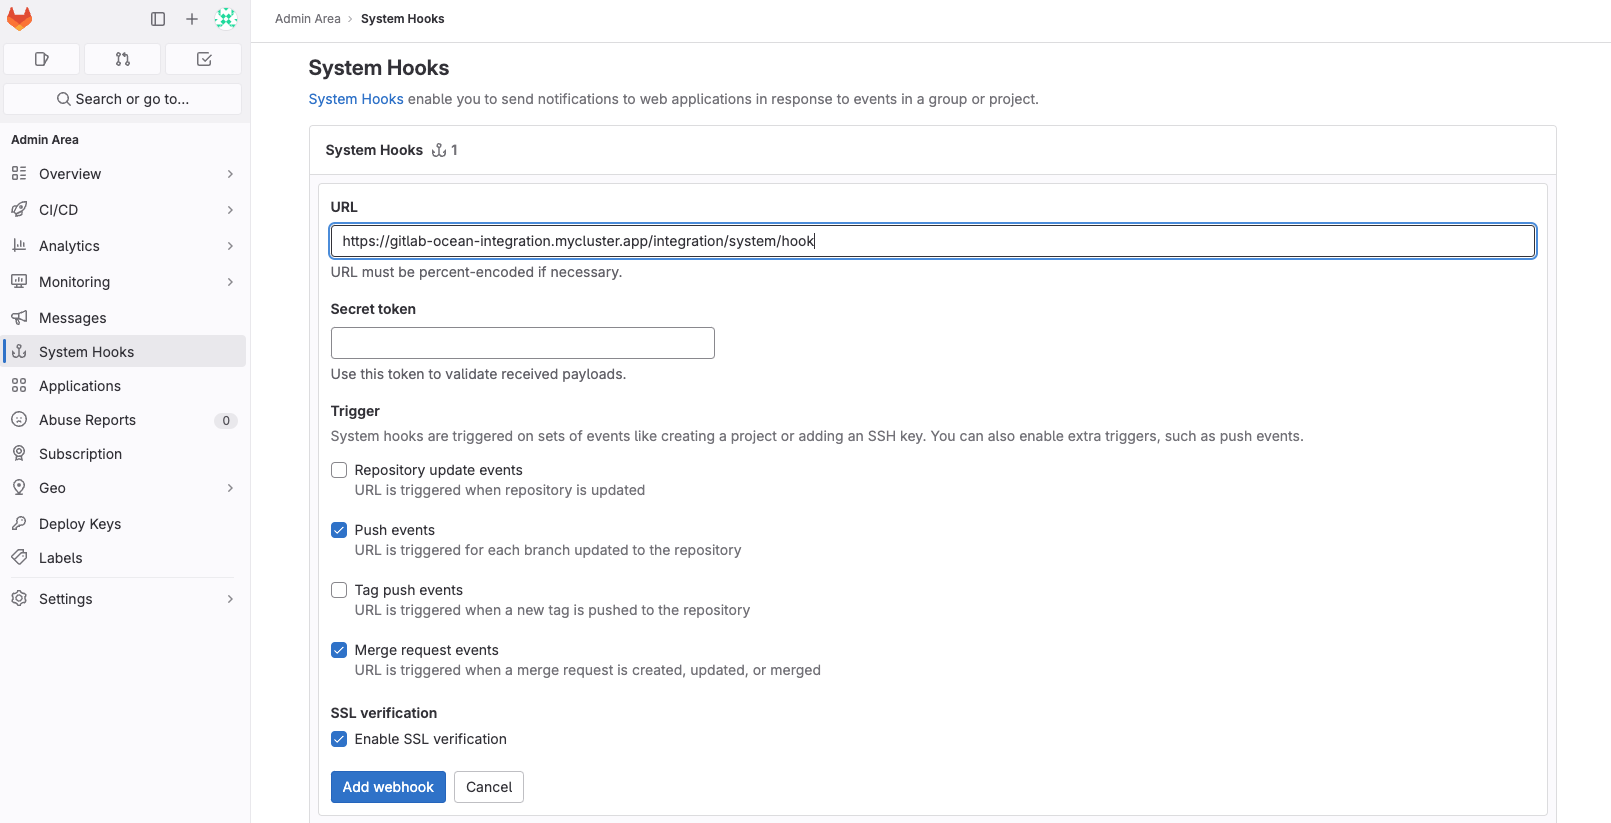 Admin Area › System Hooks
Search or go to...
Admin Area
Overview
CI/CD
Analytics
Monitoring
Messages
System Hooks
Applications
Abuse Reports 0
Subscription
Geo
Deploy Keys
Labels
Settings
System Hooks
System Hooks enable you to send notifications to web applications in response to events in a group or project.
System Hooks 1
URL
https://gitlab-ocean-integration.mycluster.app/integration/system/hook
URL must be percent-encoded if necessary.
Secret token
Use this token to validate received payloads.
Trigger
System hooks are triggered on sets of events like creating a project or adding an SSH key. You can also enable extra triggers, such as push events.
Repository update events
URL is triggered when repository is updated
Push events
URL is triggered for each branch updated to the repository
Tag push events
URL is triggered when a new tag is pushed to the repository
Merge request events
URL is triggered when a merge request is created, updated, or merged
SSL verification
Enable SSL verification
Add webhook
Cancel